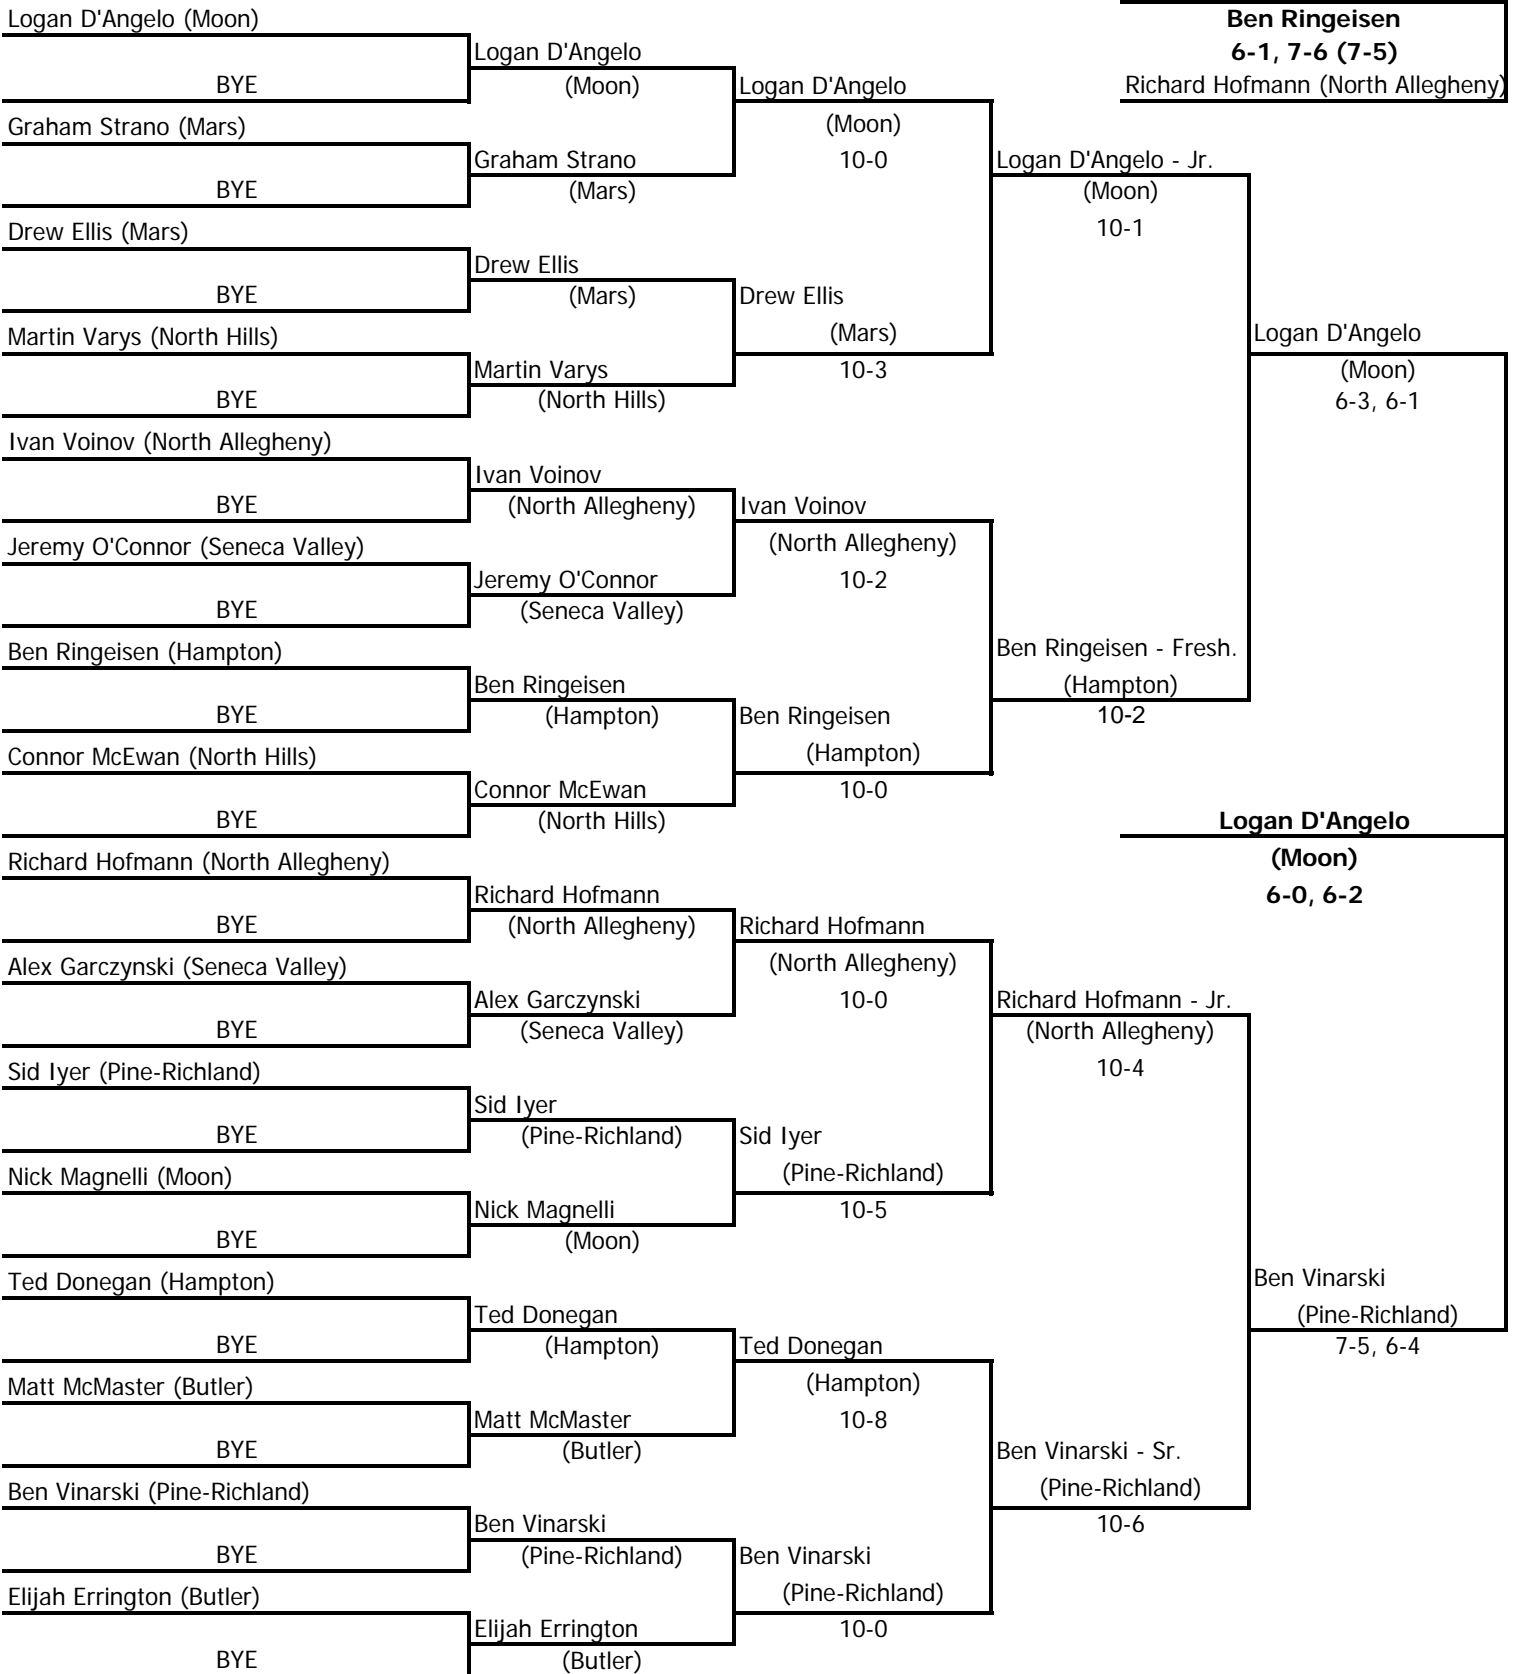 Logan D'Angelo (Moon)
BYE
Graham Strano (Mars)
BYE
Drew Ellis (Mars)
BYE
Martin Varys (North Hills)
BYE
Ivan Voinov (North Allegheny)
BYE
Jeremy O'Connor (Seneca Valley)
BYE
Ben Ringeisen (Hampton)
BYE
Connor McEwan (North Hills)
BYE
Richard Hofmann (North Allegheny)
BYE
Alex Garczynski (Seneca Valley)
BYE
Sid Iyer (Pine-Richland)
BYE
Nick Magnelli (Moon)
BYE
Ted Donegan (Hampton)
BYE
Matt McMaster (Butler)
BYE
Ben Vinarski (Pine-Richland)
BYE
Elijah Errington (Butler)
BYE
Logan D'Angelo
(Moon)
Graham Strano
(Mars)
Drew Ellis
(Mars)
Martin Varys
(North Hills)
Ivan Voinov
(North Allegheny)
Jeremy O'Connor
(Seneca Valley)
Ben Ringeisen
(Hampton)
Connor McEwan
(North Hills)
Richard Hofmann
(North Allegheny)
Alex Garczynski
(Seneca Valley)
Sid Iyer
(Pine-Richland)
Nick Magnelli
(Moon)
Ted Donegan
(Hampton)
Matt McMaster
(Butler)
Ben Vinarski
(Pine-Richland)
Elijah Errington
(Butler)
Logan D'Angelo
(Moon)
10-0
Drew Ellis
(Mars)
10-3
Ivan Voinov
(North Allegheny)
10-2
Ben Ringeisen
(Hampton)
10-0
Richard Hofmann
(North Allegheny)
10-0
Sid Iyer
(Pine-Richland)
10-5
Ted Donegan
(Hampton)
10-8
Ben Vinarski
(Pine-Richland)
10-0
Logan D'Angelo - Jr.
(Moon)
10-1
Ben Ringeisen - Fresh.
(Hampton)
10-2
Richard Hofmann - Jr.
(North Allegheny)
10-4
Ben Vinarski - Sr.
(Pine-Richland)
10-6
Ben Ringeisen
6-1, 7-6 (7-5)
Richard Hofmann (North Allegheny)
Logan D'Angelo
(Moon)
6-3, 6-1
Logan D'Angelo
(Moon)
6-0, 6-2
Ben Vinarski
(Pine-Richland)
7-5, 6-4